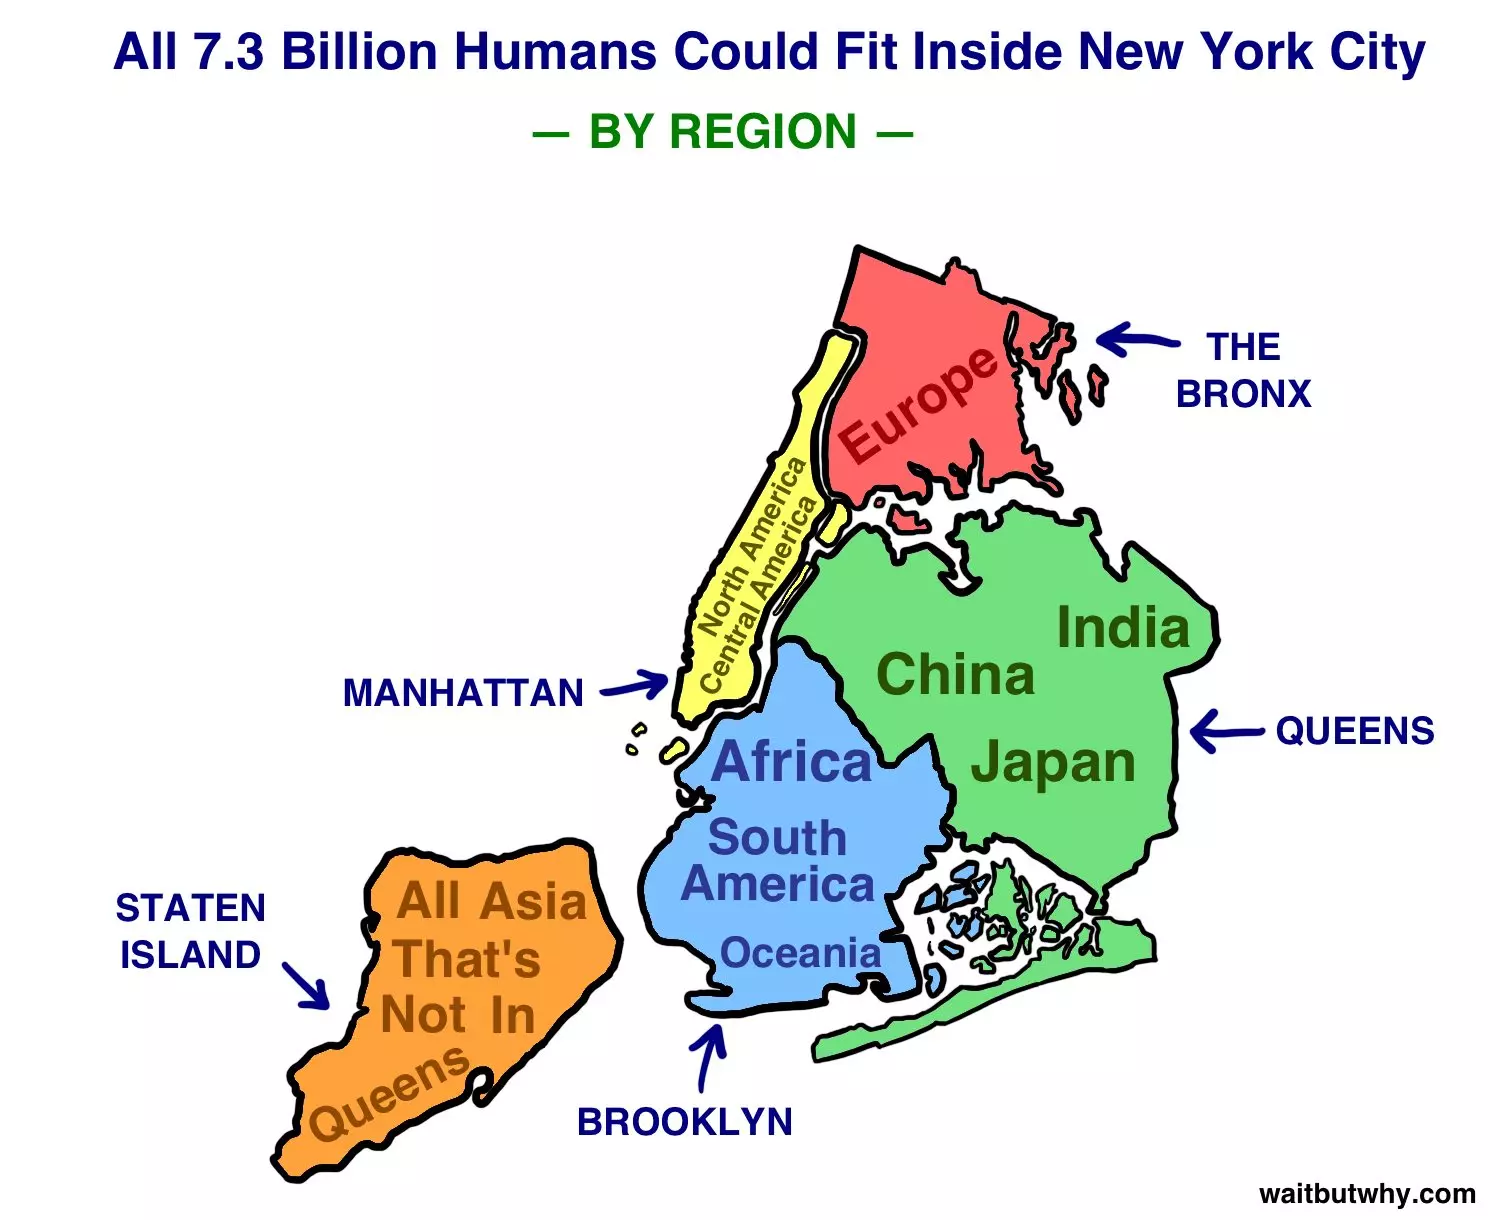 All 7.3 Billion Humans Could Fit Inside New York City
— BY REGION —
THE
BRONX
Europe
North America
Central America
India
China
Japan
MANHATTAN
QUEENS
Africa
South
America
Oceania
STATEN
ISLAND
All Asia
That's
Not In
Queens
BROOKLYN
waitbutwhy.com